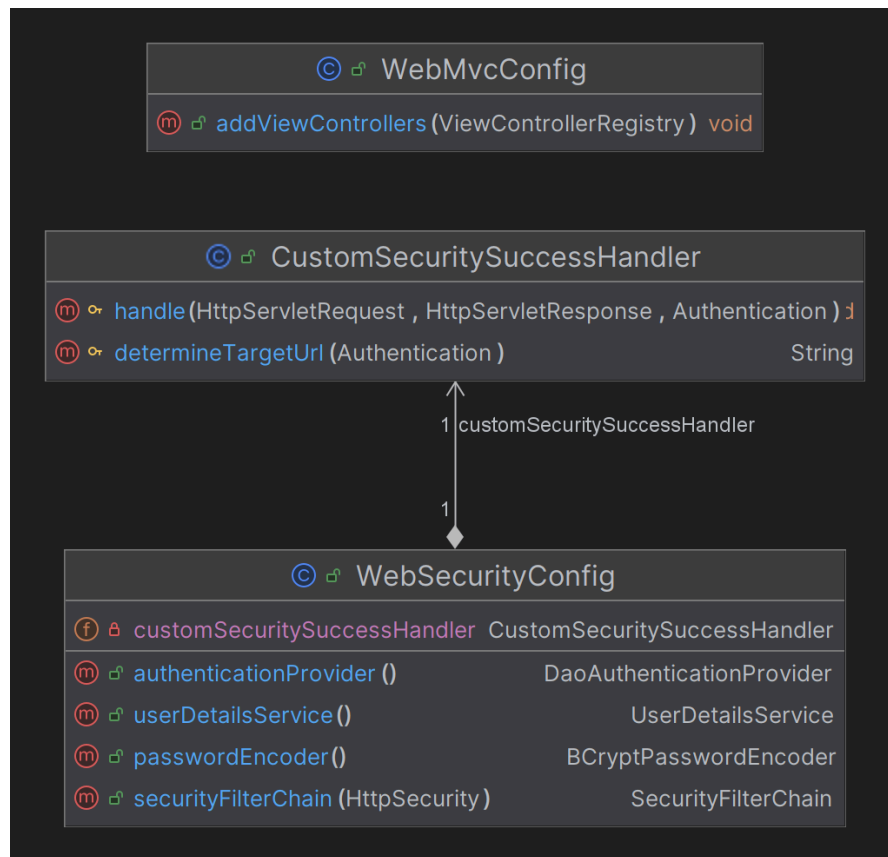 C WebMvcConfig
m addViewControllers(ViewControllerRegistry) void
C CustomSecuritySuccessHandler
m handle(HttpServletRequest , HttpServletResponse , Authentication )
m determineTargetUrl(Authentication ) String
1 customSecuritySuccessHandler
1
C WebSecurityConfig
f customSecuritySuccessHandler CustomSecuritySuccessHandler
m authenticationProvider () DaoAuthenticationProvider
m userDetailsService() UserDetailsService
m passwordEncoder() BCryptPasswordEncoder
m securityFilterChain (HttpSecurity ) SecurityFilterChain